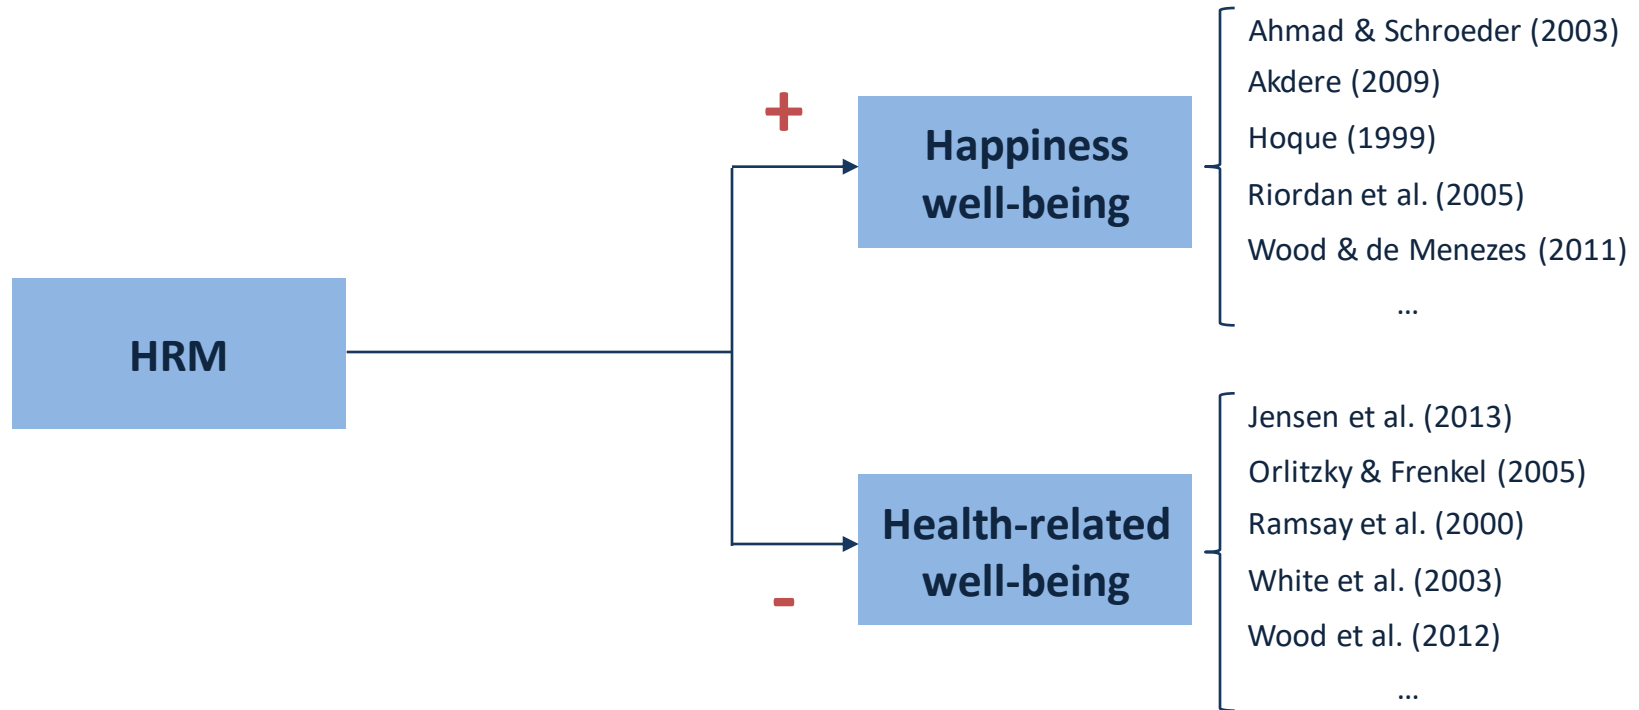 HRM
+
Happiness
well-being
Ahmad & Schroeder (2003)
Akdere (2009)
Hoque (1999)
Riordan et al. (2005)
Wood & de Menezes (2011)
...
-
Health-related
well-being
Jensen et al. (2013)
Orlitzky & Frenkel (2005)
Ramsay et al. (2000)
White et al. (2003)
Wood et al. (2012)
...